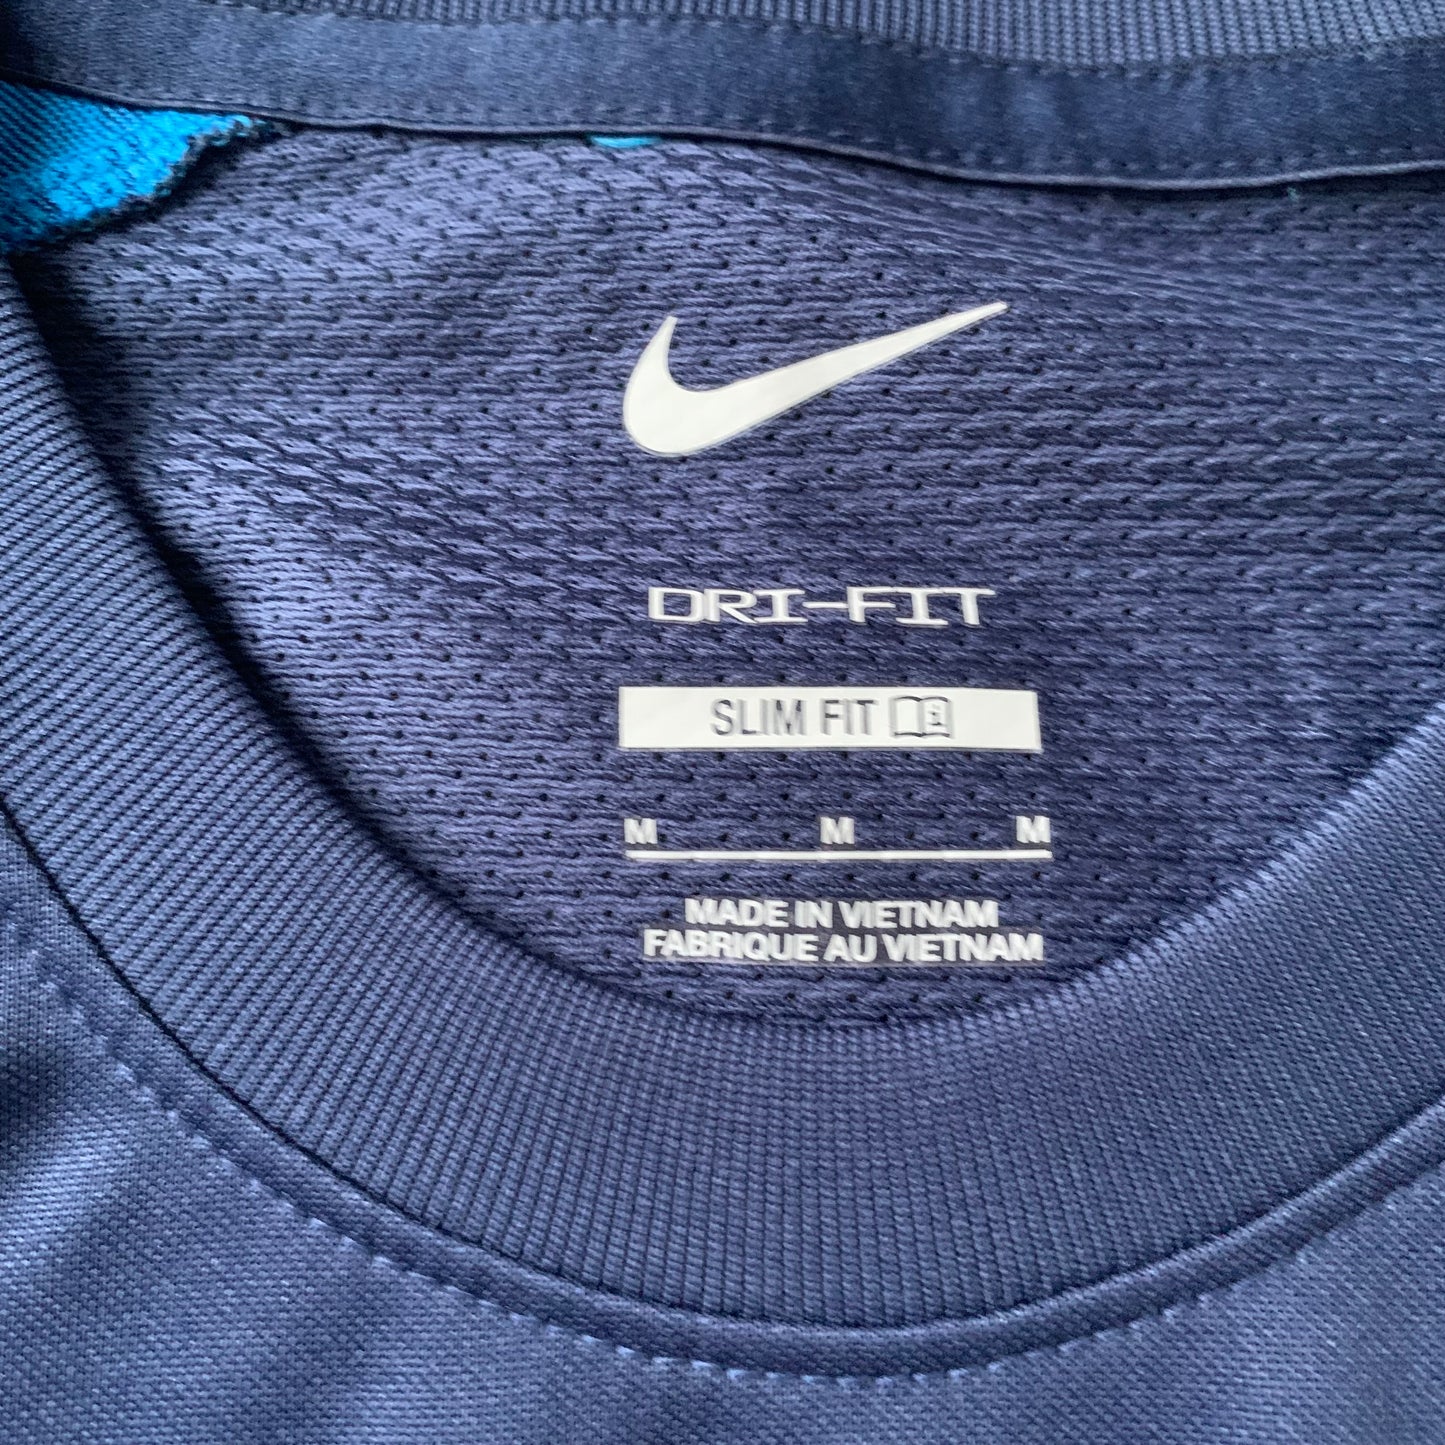 DRI-FIT
SLIM FIT
M M M
MADE IN VIETNAM
FABRIQUE AU VIETNAM